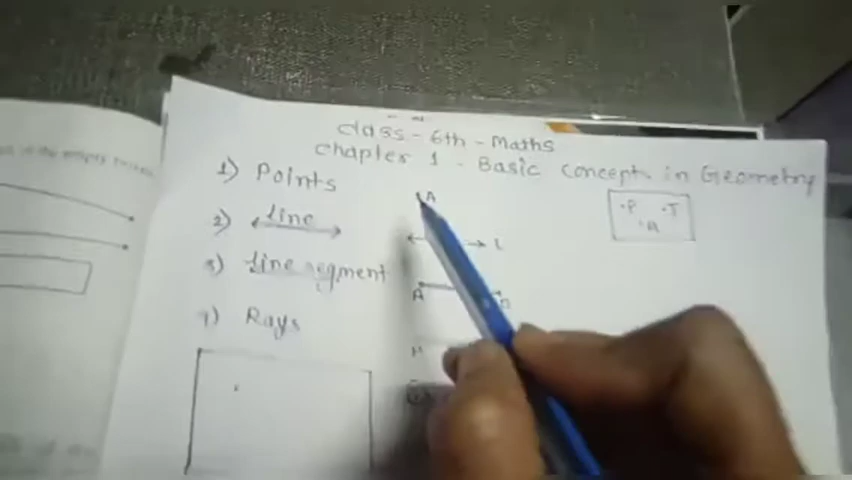 class - 6th - Maths
chapter 1 - Basic concepts in Geometry
1) Points
A
2) line
L
3) line segment
A
4) Rays
M
.P .T
.M